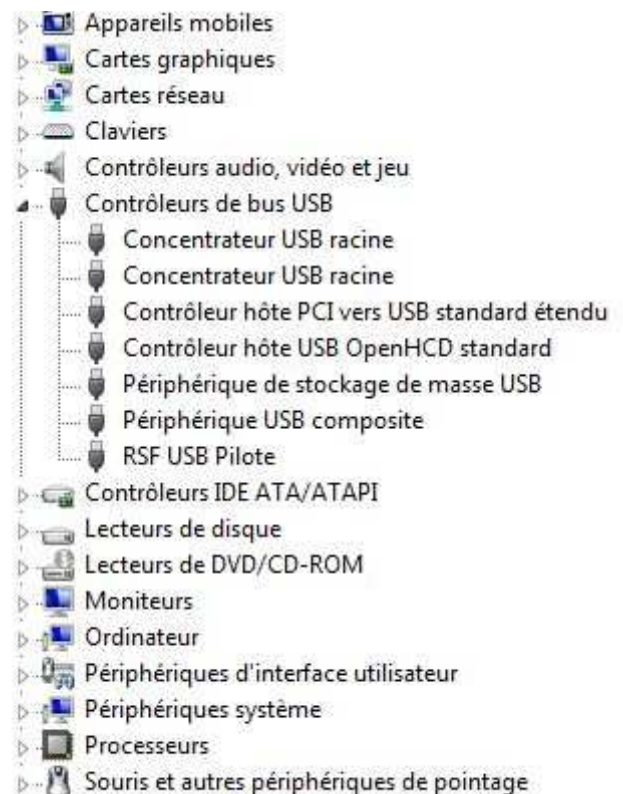 Appareils mobiles
Cartes graphiques
Cartes réseau
Claviers
Contrôleurs audio, vidéo et jeu
Contrôleurs de bus USB
Concentrateur USB racine
Concentrateur USB racine
Contrôleur hôte PCI vers USB standard étendu
Contrôleur hôte USB OpenHCD standard
Périphérique de stockage de masse USB
Périphérique USB composite
RSF USB Pilote
Contrôleurs IDE ATA/ATAPI
Lecteurs de disque
Lecteurs de DVD/CD-ROM
Moniteurs
Ordinateur
Périphériques d'interface utilisateur
Périphériques système
Processeurs
Souris et autres périphériques de pointage